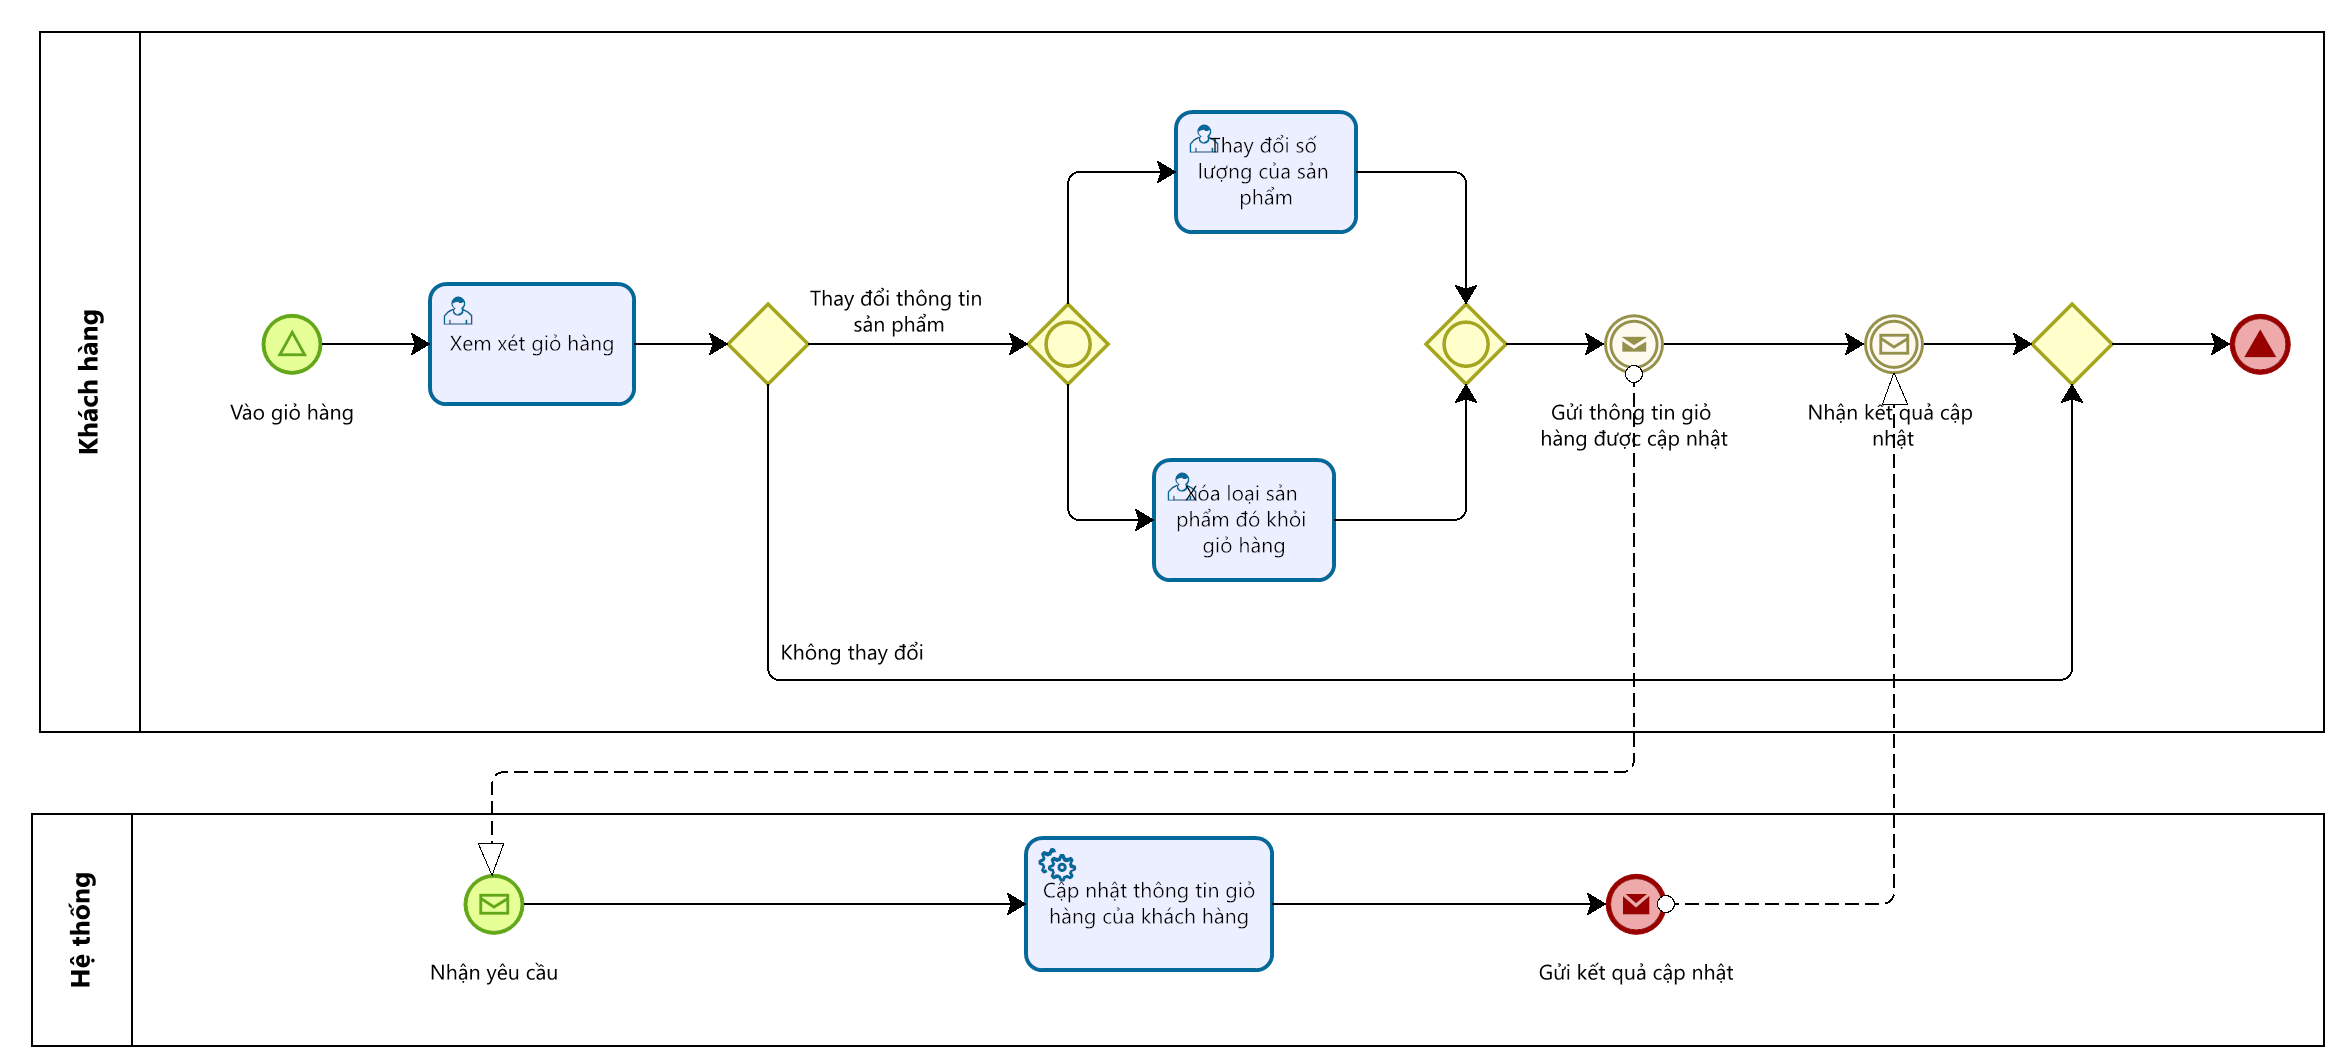 Khách hàng
Vào giỏ hàng
Xem xét giỏ hàng
Thay đổi thông tin
sản phẩm
Thay đổi số
lượng của sản
phẩm
Xóa loại sản
phẩm đó khỏi
giỏ hàng
Không thay đổi
Gửi thông tin giỏ
hàng được cập nhật
Nhận kết quả cập
nhật
Hệ thống
Nhận yêu cầu
Cập nhật thông tin giỏ
hàng của khách hàng
Gửi kết quả cập nhật